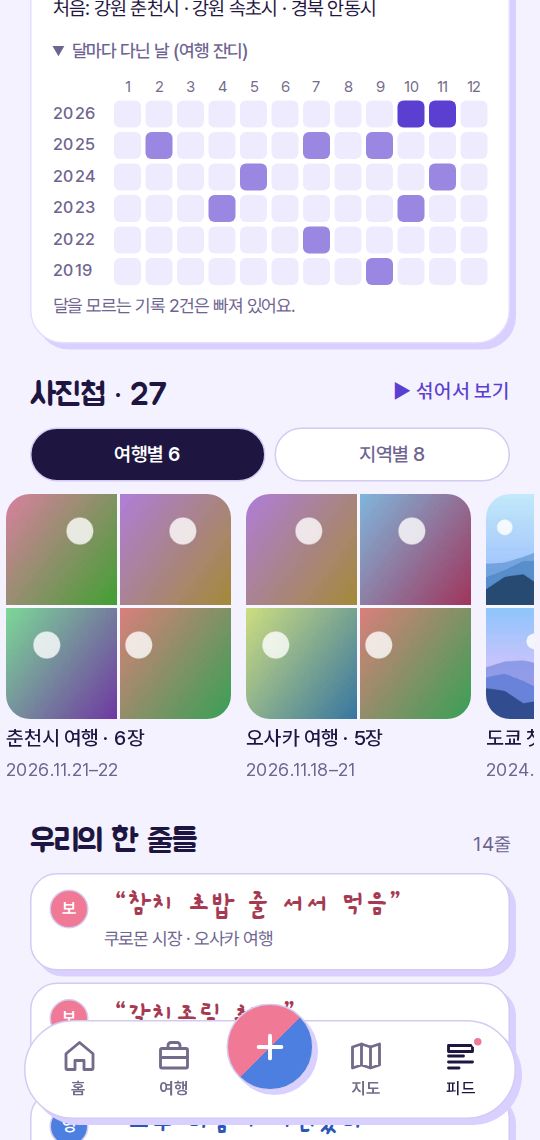 처음: 강원 춘천시 · 강원 속초시 · 경북 안동시
▼ 달마다 다닌 날 (여행 잔디)
1 2 3 4 5 6 7 8 9 10 11 12
2026
2025
2024
2023
2022
2019
달을 모르는 기록 2건은 빠져 있어요.
사진첩 · 27
▶ 섞어서 보기
여행별 6
지역별 8
춘천시 여행 · 6장
2026.11.21–22
오사카 여행 · 5장
2026.11.18–21
도쿄
2024.
우리의 한 줄들
14줄
보
“참치 초밥 줄 서서 먹음”
쿠로몬 시장 · 오사카 여행
보
“갈치조림
홈
여행
+
지도
피드